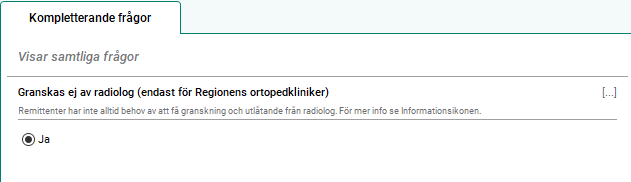 Kompletterande frågor
Visar samtliga frågor
Granskas ej av radiolog (endast för Regionens ortopedkliniker) [...]
Remittenter har inte alltid behov av att få granskning och utlåtande från radiolog. För mer info se Informationsikonen.
Ja